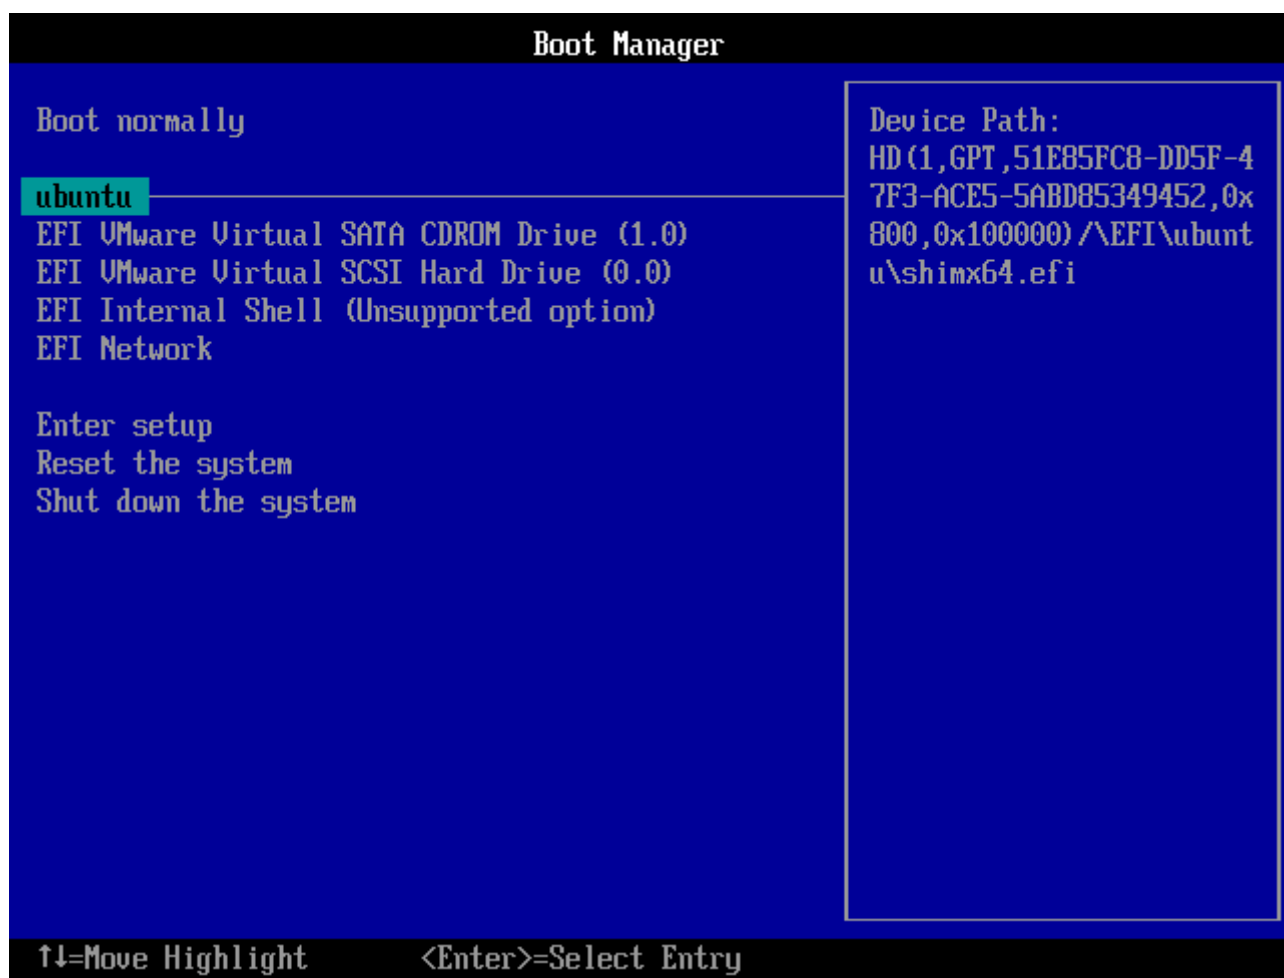 Boot Manager
Boot normally
ubuntu
EFI VMware Virtual SATA CDROM Drive (1.0)
EFI VMware Virtual SCSI Hard Drive (0.0)
EFI Internal Shell (Unsupported option)
EFI Network
Enter setup
Reset the system
Shut down the system
Device Path:
HD(1,GPT,51E85FC8-DD5F-4
7F3-ACE5-5ABD85349452,0x
800,0x100000)/\EFI\ubunt
u\shimx64.efi
↑↓=Move Highlight <Enter>=Select Entry